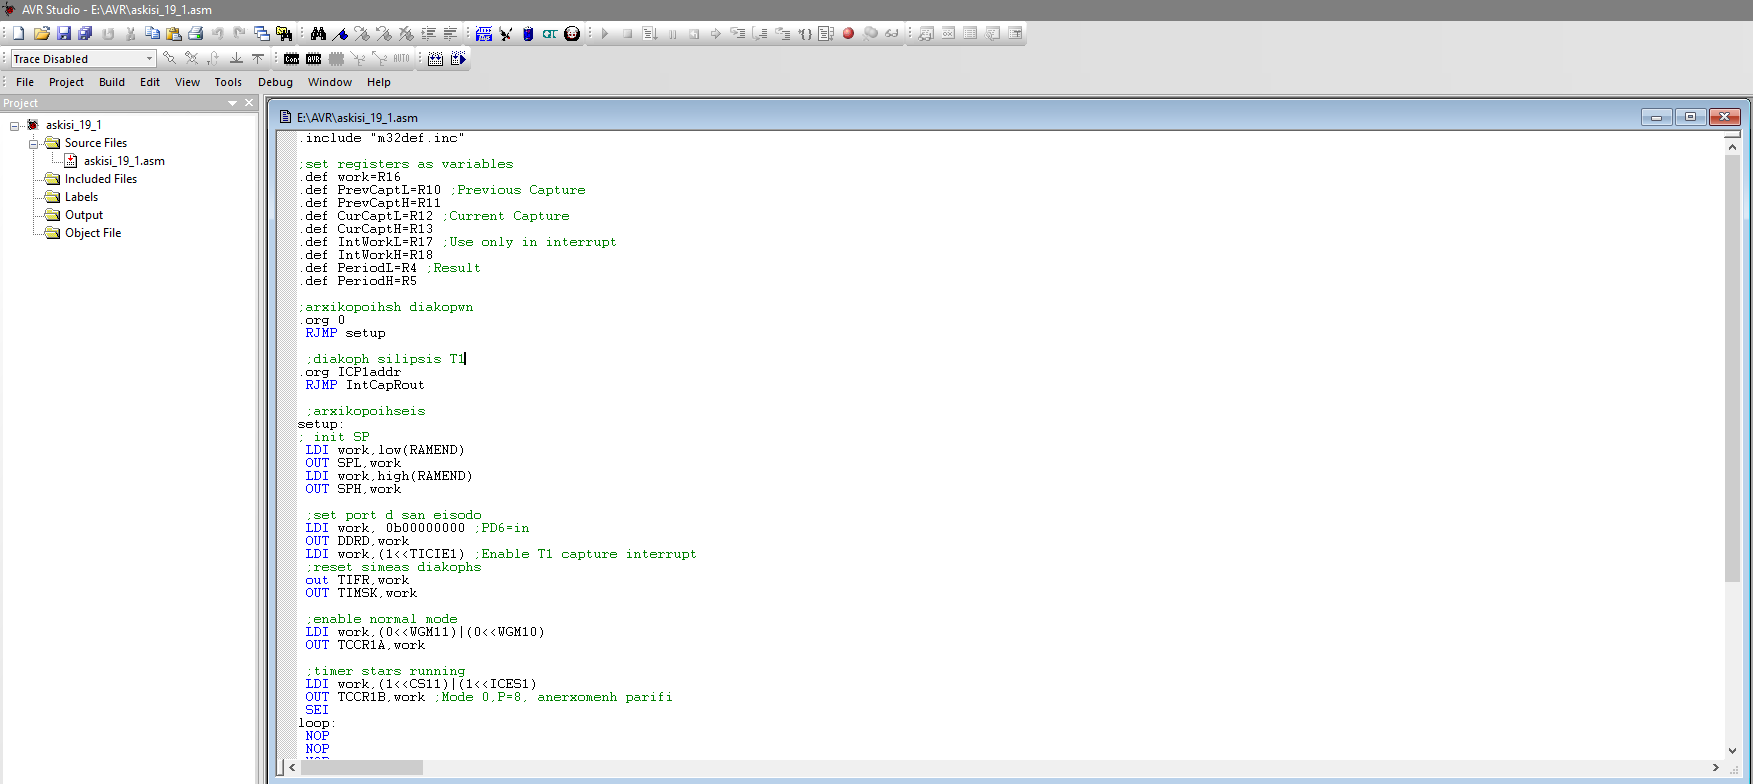 AVR Studio - E:\AVR\askisi_19_1.asm
Trace Disabled
AUTO
File Project Build Edit View Tools Debug Window Help
Project
askisi_19_1
Source Files
askisi_19_1.asm
Included Files
Labels
Output
Object File
E:\AVR\askisi_19_1.asm
.include "m32def.inc"
;set registers as variables
.def work=R16
.def PrevCaptL=R10 ;Previous Capture
.def PrevCaptH=R11
.def CurCaptL=R12 ;Current Capture
.def CurCaptH=R13
.def IntWorkL=R17 ;Use only in interrupt
.def IntWorkH=R18
.def PeriodL=R4 ;Result
.def PeriodH=R5
;arxikopoihsh diakopwn
.org 0
RJMP setup
;diakoph silipsis T1
.org ICP1addr
RJMP IntCapRout
;arxikopoihseis
setup:
; init SP
LDI work,low(RAMEND)
OUT SPL,work
LDI work,high(RAMEND)
OUT SPH,work
;set port d san eisodo
LDI work, 0b00000000 ;PD6=in
OUT DDRD,work
LDI work,(1<<TICIE1) ;Enable T1 capture interrupt
;reset simeas diakophs
out TIFR,work
OUT TIMSK,work
;enable normal mode
LDI work,(0<<WGM11)|(0<<WGM10)
OUT TCCR1A,work
;timer stars running
LDI work,(1<<CS11)|(1<<ICES1)
OUT TCCR1B,work ;Mode 0,P=8, anerxomenh parifi
SEI
loop:
NOP
NOP